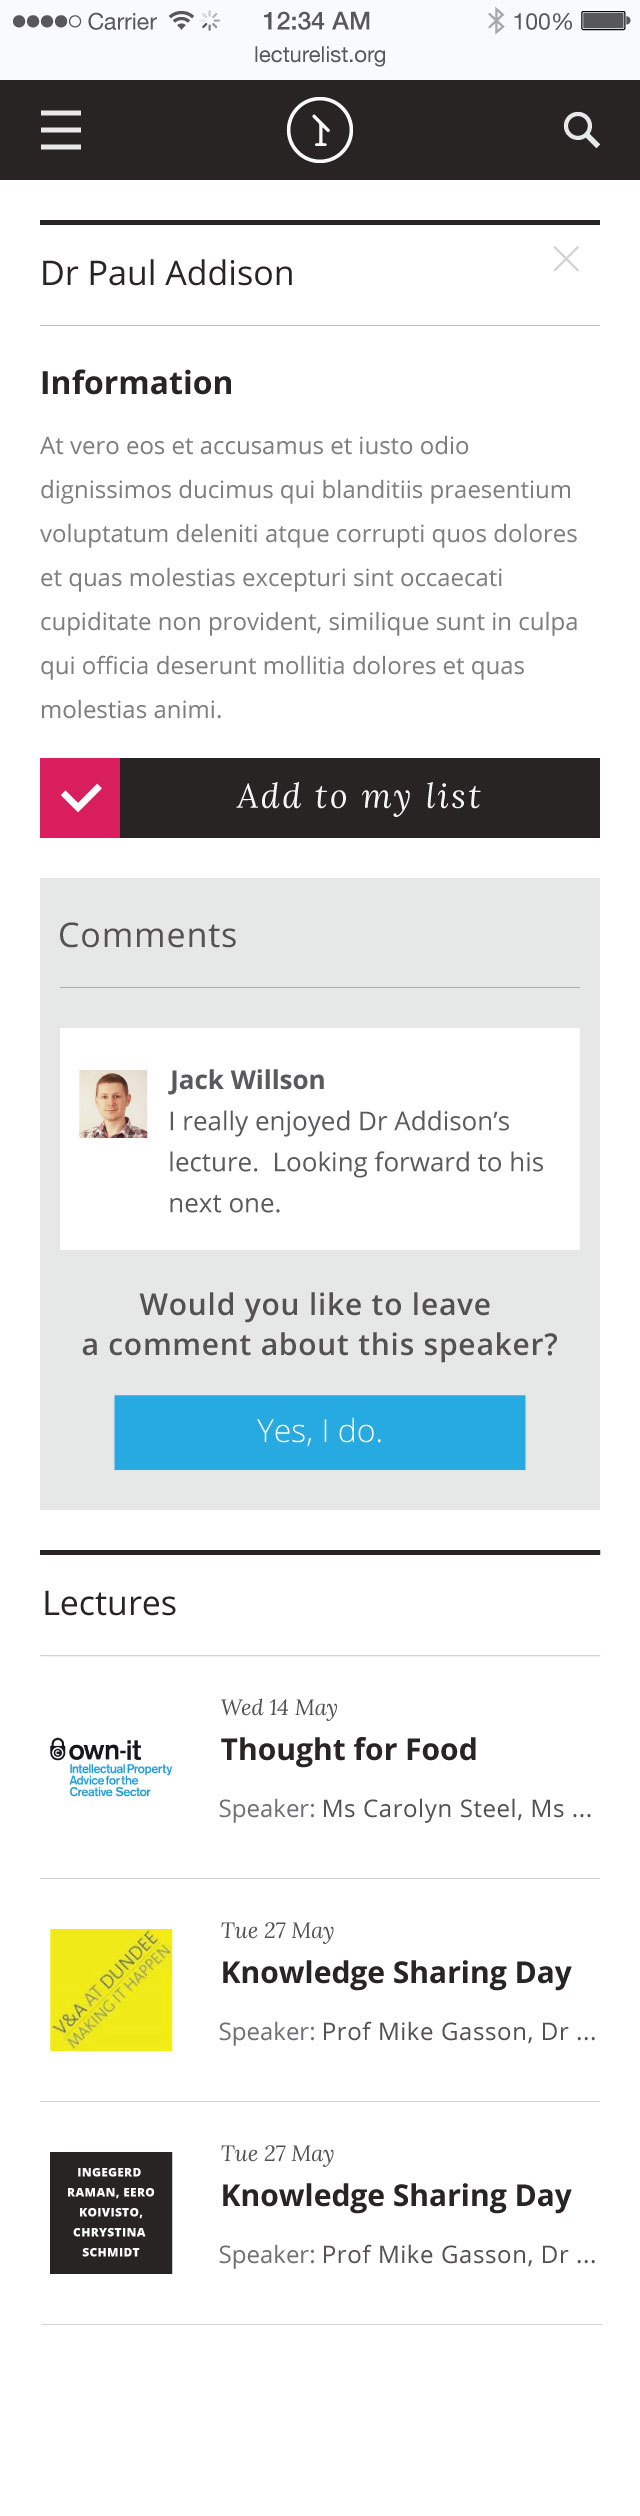 Carrier 12:34 AM 100%
lecturelist.org
Dr Paul Addison
Information
At vero eos et accusamus et iusto odio
dignissimos ducimus qui blanditiis praesentium
voluptatum deleniti atque corrupti quos dolores
et quas molestias excepturi sint occaecati
cupiditate non provident, similique sunt in culpa
qui officia deserunt mollitia dolores et quas
molestias animi.
Add to my list
Comments
Jack Willson
I really enjoyed Dr Addison’s
lecture.  Looking forward to his
next one.
Would you like to leave
a comment about this speaker?
Yes, I do.
Lectures
own-it
Intellectual Property
Advice for the
Creative Sector
Wed 14 May
Thought for Food
Speaker: Ms Carolyn Steel, Ms ...
V&A AT DUNDEE
MAKING IT HAPPEN
Tue 27 May
Knowledge Sharing Day
Speaker: Prof Mike Gasson, Dr ...
INGEGERD
RAMAN, EERO
KOIVISTO,
CHRYSTINA
SCHMIDT
Tue 27 May
Knowledge Sharing Day
Speaker: Prof Mike Gasson, Dr ...